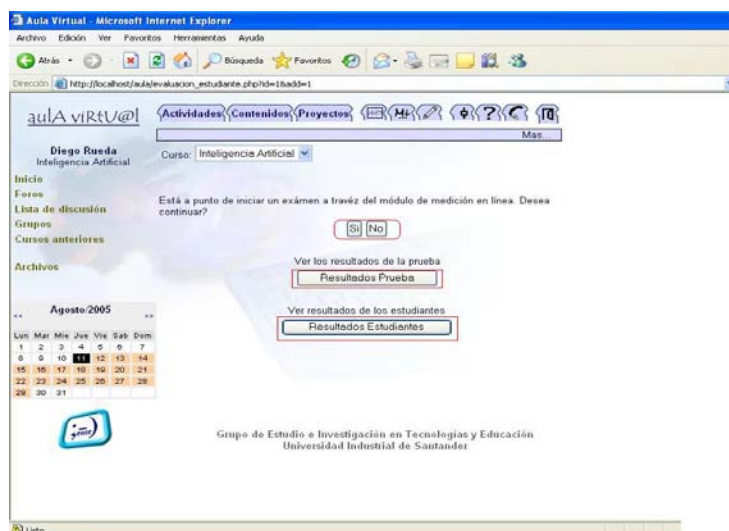 Aula Virtual - Microsoft Internet Explorer
Archivo Edición Ver Favoritos Herramientas Ayuda
Atrás Búsqueda Favoritos
Dirección http://localhost/aula/evaluacion_estudiante.php?id=1&add=1
aulA viRtU@l
Actividades Contenidos Proyectos
Mas...
Diego Rueda
Inteligencia Artificial
Curso: Inteligencia Artificial
Inicio
Foros
Lista de discusión
Grupos
Cursos anteriores
Archivos
Está a punto de iniciar un exámen a travéz del módulo de medición en línea. Desea
continuar?
Si No
Ver los resultados de la prueba
Resultados Prueba
Ver resultados de los estudiantes
Resultados Estudiantes
Agosto/2005
Lun Mar Mie Jue Vie Sab Dom
1 2 3 4 5 6 7
8 9 10 11 12 13 14
15 16 17 18 19 20 21
22 23 24 25 26 27 28
29 30 31
Grupo de Estudio e Investigación en Tecnologías y Educación
Universidad Industrial de Santander
Listo